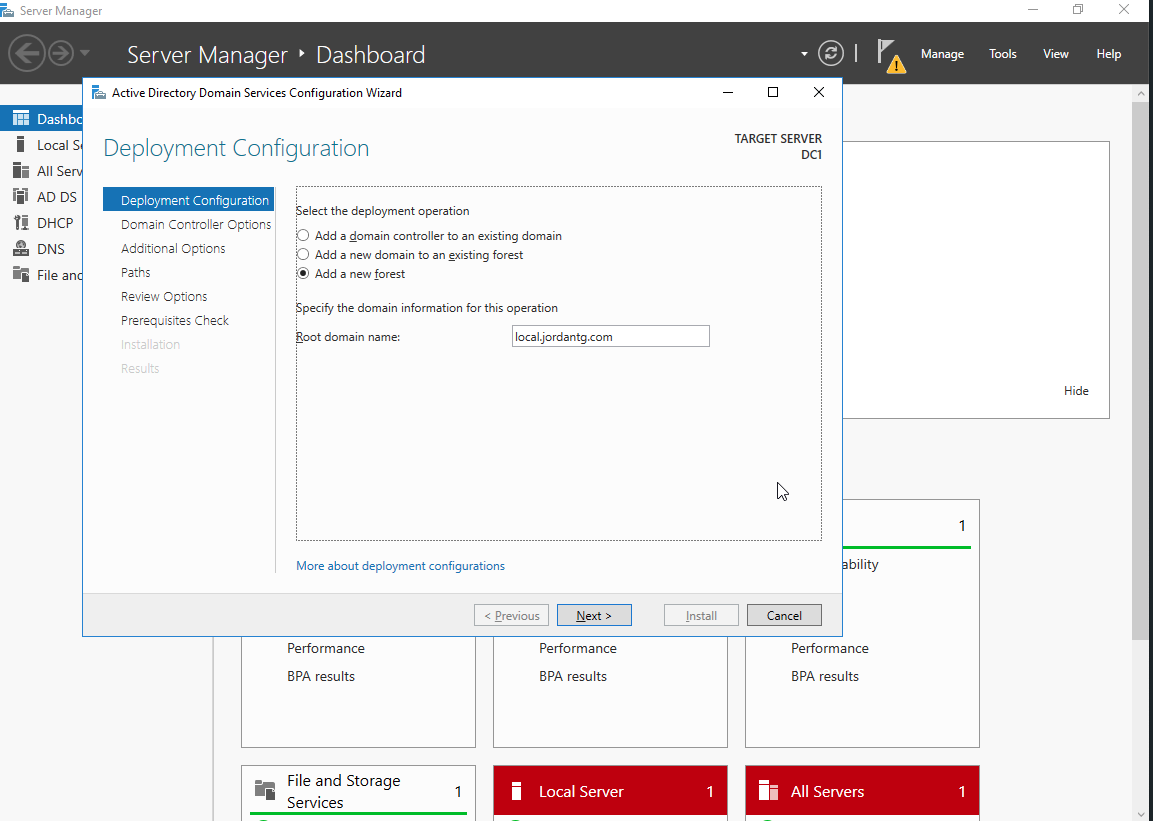 Server Manager
Server Manager ‣ Dashboard
Manage Tools View Help
Active Directory Domain Services Configuration Wizard
Deployment Configuration
TARGET SERVER
DC1
Dashbo
Local Se
All Serv
AD DS
DHCP
DNS
File and
Deployment Configuration
Domain Controller Options
Additional Options
Paths
Review Options
Prerequisites Check
Installation
Results
Select the deployment operation
Add a domain controller to an existing domain
Add a new domain to an existing forest
Add a new forest
Specify the domain information for this operation
Root domain name: local.jordantg.com
More about deployment configurations
< Previous Next > Install Cancel
Hide
1
ability
Performance
BPA results
Performance
BPA results
Performance
BPA results
File and Storage
Services 1
Local Server 1
All Servers 1